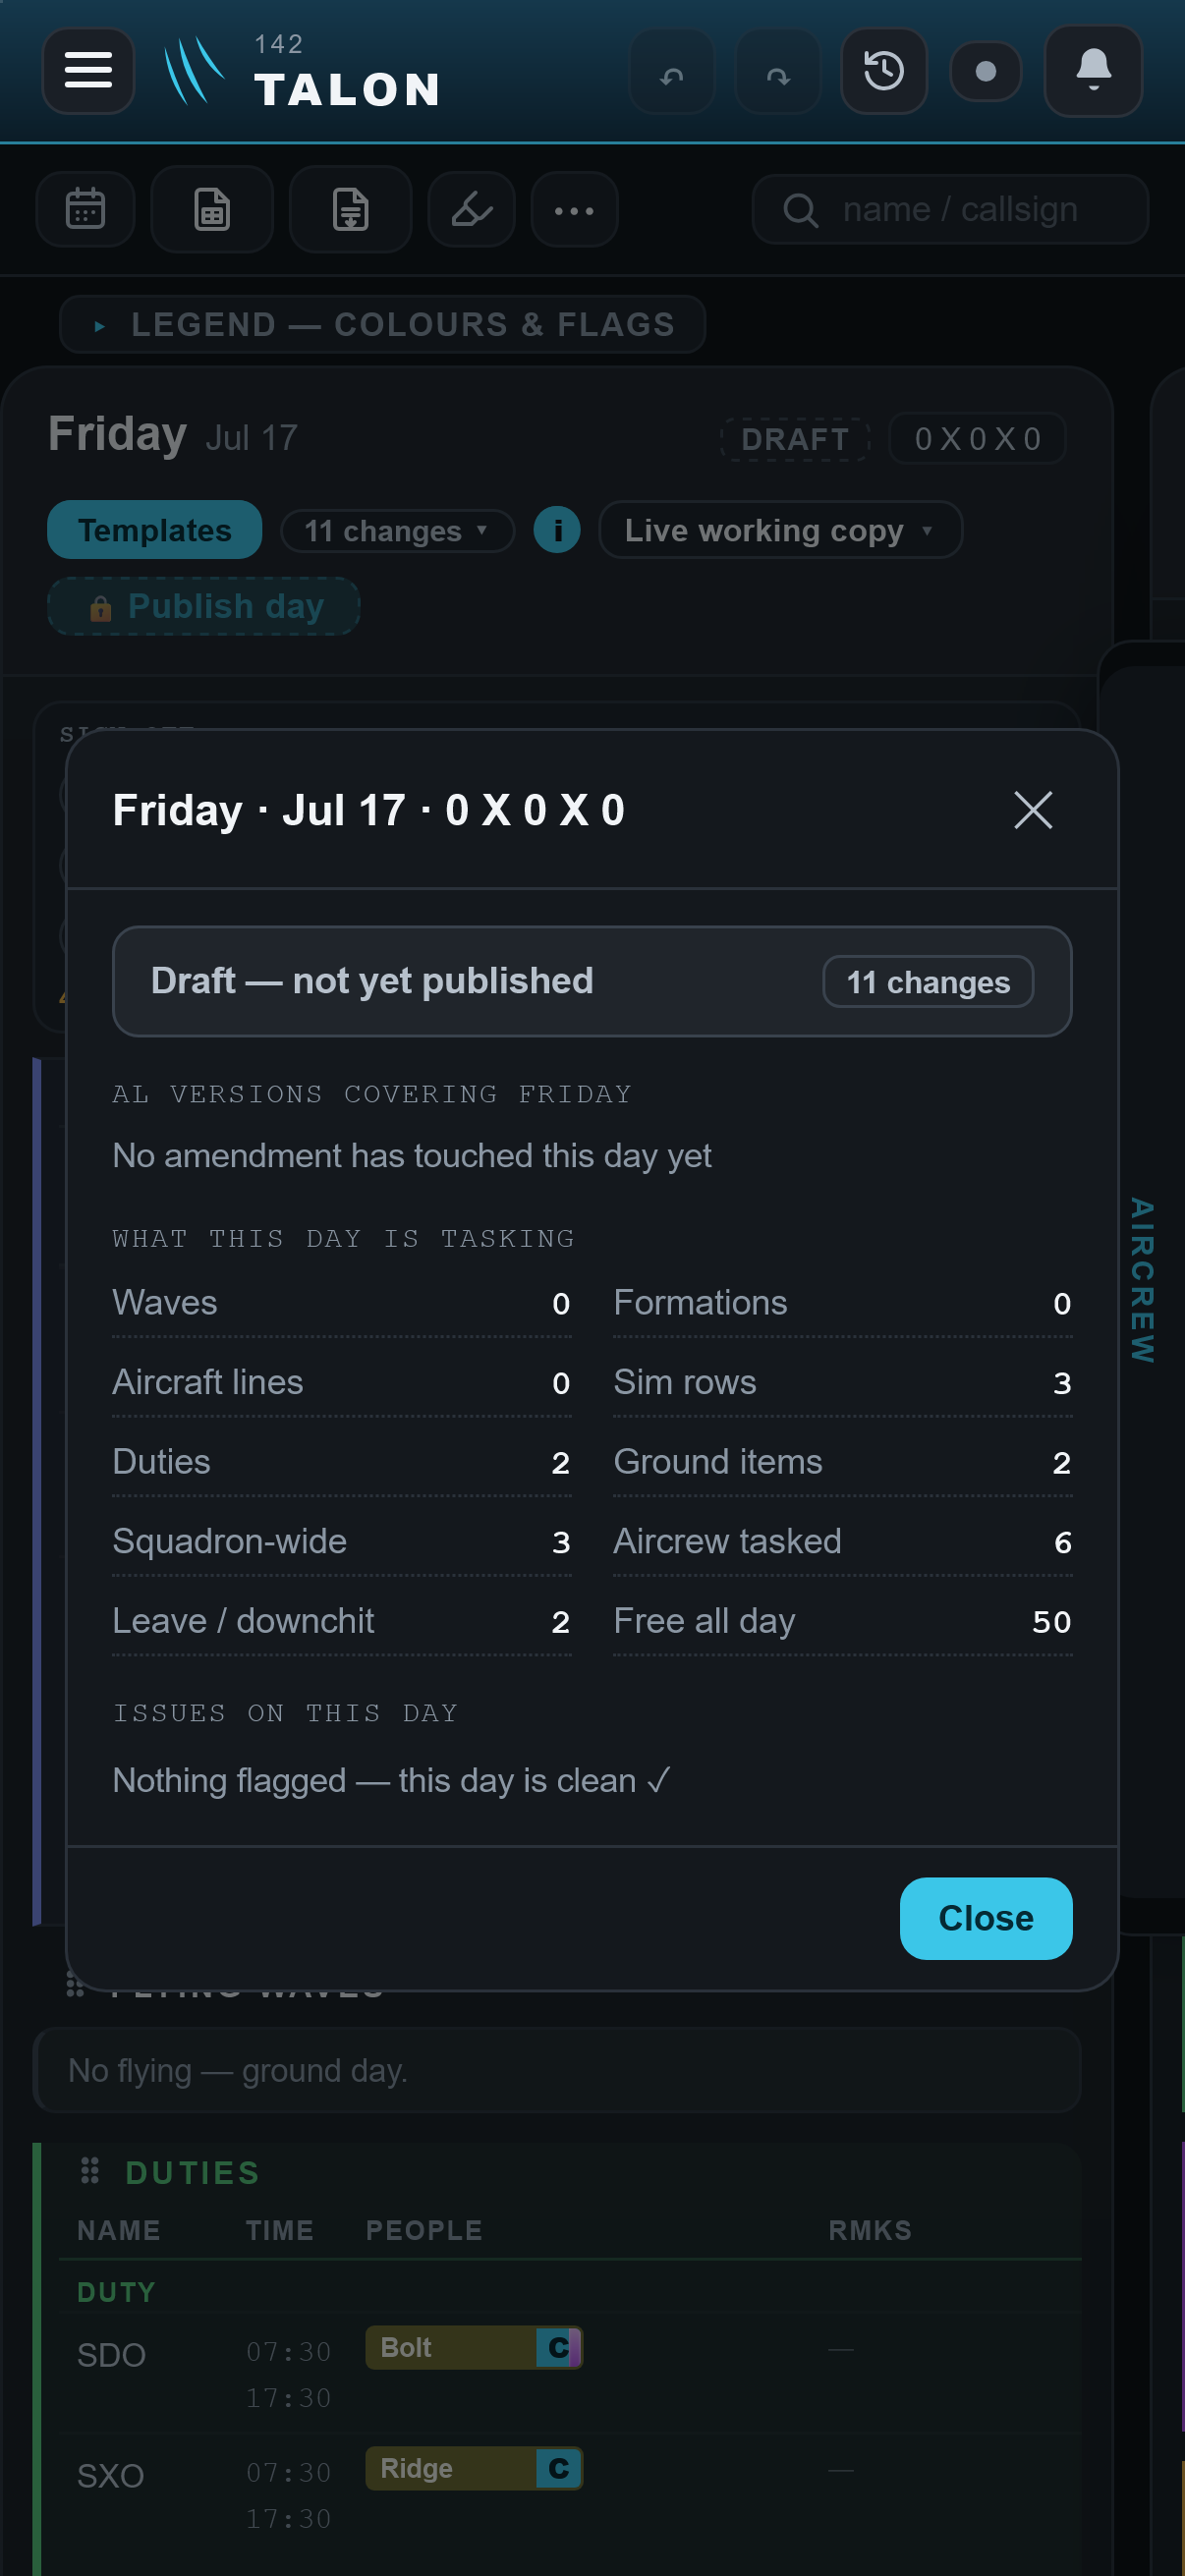 142
TALON
name / callsign
LEGEND — COLOURS & FLAGS
Friday Jul 17 DRAFT 0 X 0 X 0
Templates 11 changes i Live working copy
Publish day
Friday · Jul 17 · 0 X 0 X 0
Draft — not yet published 11 changes
AL VERSIONS COVERING FRIDAY
No amendment has touched this day yet
WHAT THIS DAY IS TASKING
Waves 0 Formations 0
Aircraft lines 0 Sim rows 3
Duties 2 Ground items 2
Squadron-wide 3 Aircrew tasked 6
Leave / downchit 2 Free all day 50
ISSUES ON THIS DAY
Nothing flagged — this day is clean ✓
Close
AIRCREW
FLYING WAVES
No flying — ground day.
DUTIES
NAME TIME PEOPLE RMKS
DUTY
SDO 07:30 Bolt C —
17:30
SXO 07:30 Ridge C —
17:30